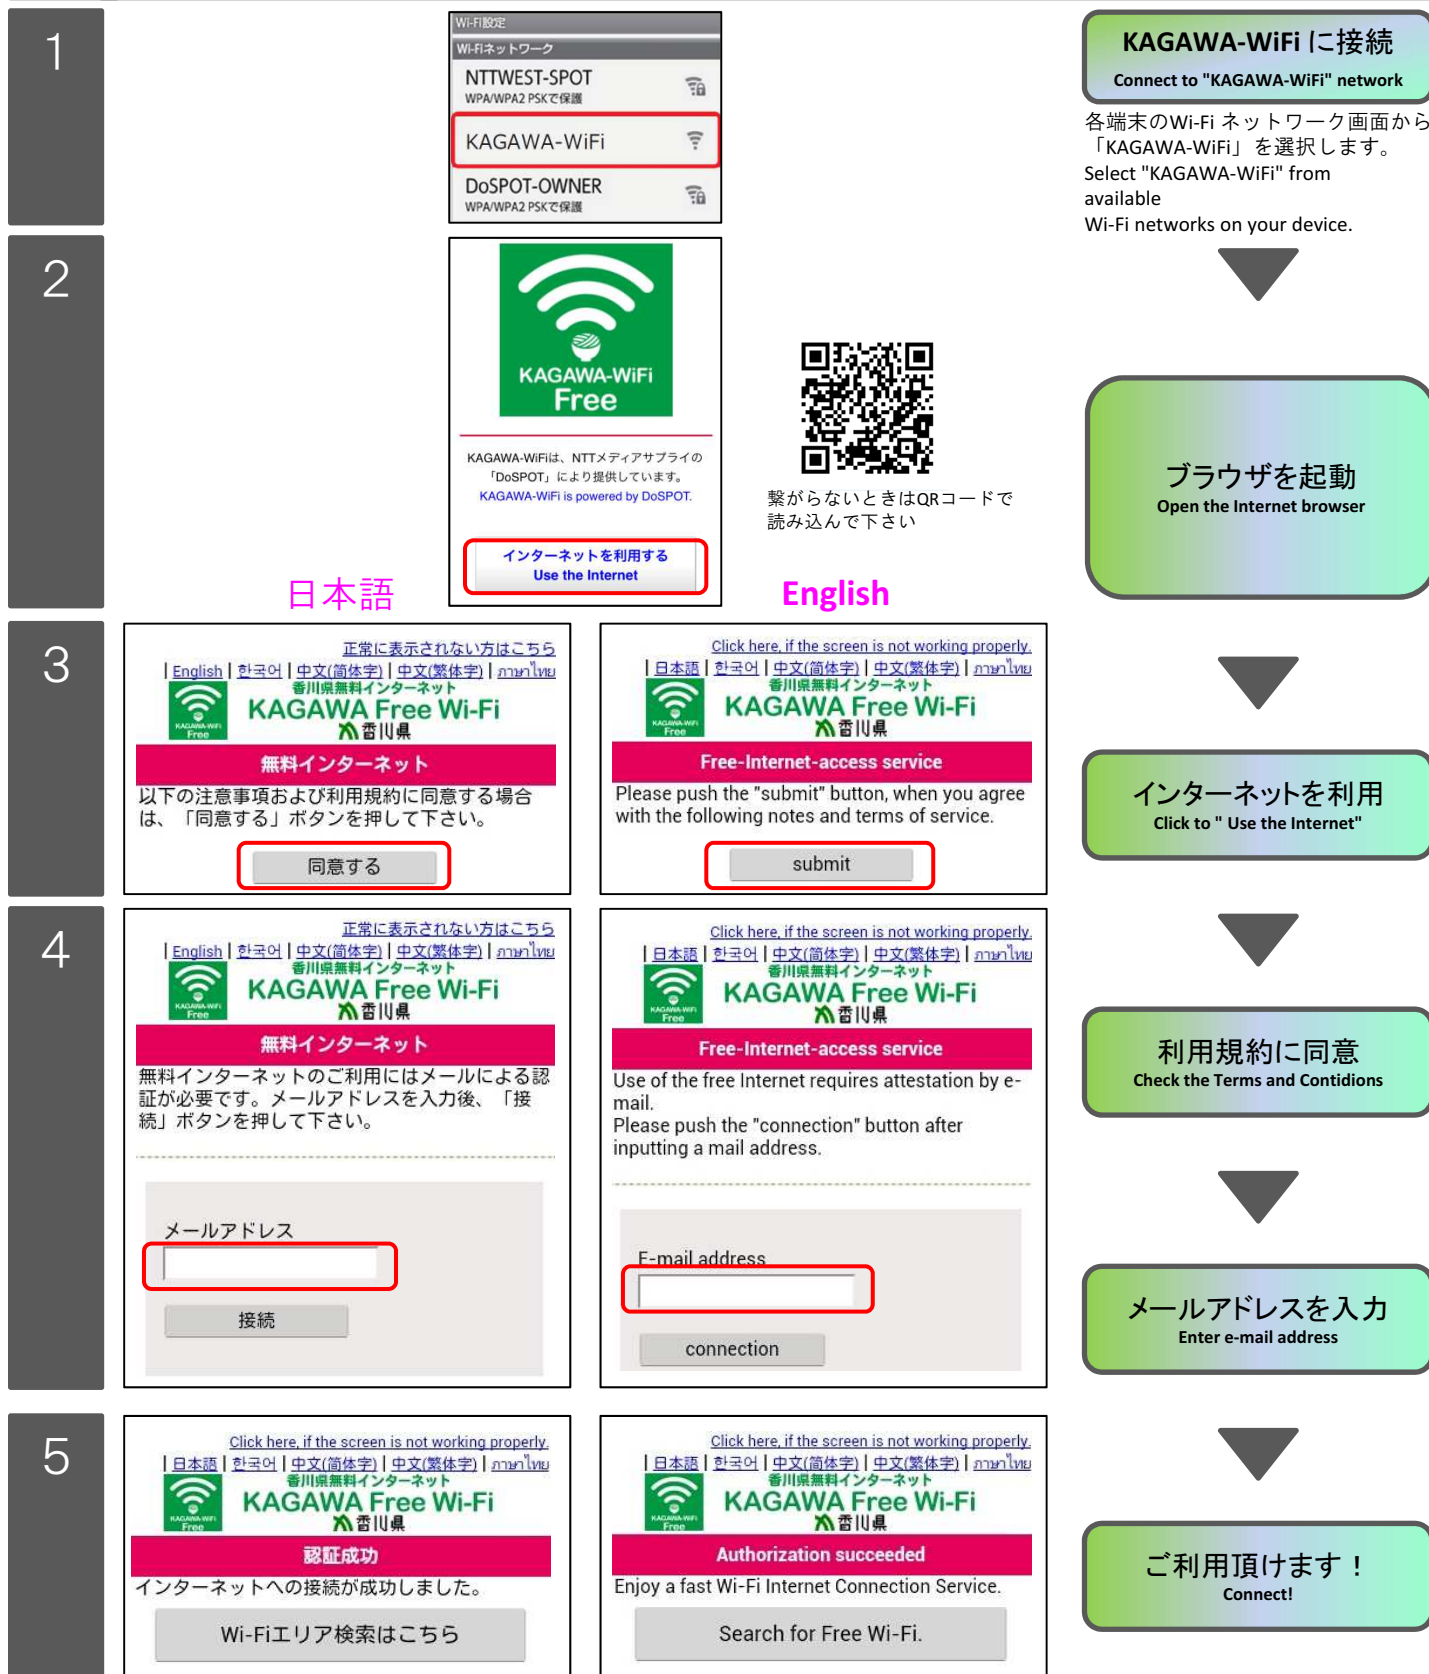 1
Wi-Fi設定
Wi-Fiネットワーク
NTTWEST-SPOT
WPA/WPA2 PSKで保護
KAGAWA-WiFi
DoSPOT-OWNER
WPA/WPA2 PSKで保護
KAGAWA-WiFi に接続
Connect to "KAGAWA-WiFi" network
各端末のWi-Fi ネットワーク画面から
「KAGAWA-WiFi」を選択します。
Select "KAGAWA-WiFi" from
available
Wi-Fi networks on your device.
2
KAGAWA-WiFi
Free
KAGAWA-WiFiは、NTTメディアサプライの
「DoSPOT」により提供しています。
KAGAWA-WiFi is powered by DoSPOT.
インターネットを利用する
Use the Internet
繋がらないときはQRコードで
読み込んで下さい
ブラウザを起動
Open the Internet browser
日本語
English
3
正常に表示されない方はこちら
| English | 한국어 | 中文(简体字) | 中文(繁体字) | ภาษาไทย
香川県無料インターネット
KAGAWA Free Wi-Fi
香川県
KAGAWA-WiFi
Free
無料インターネット
以下の注意事項および利用規約に同意する場合
は、「同意する」ボタンを押して下さい。
同意する
Click here, if the screen is not working properly.
| 日本語 | 한국어 | 中文(简体字) | 中文(繁体字) | ภาษาไทย
香川県無料インターネット
KAGAWA Free Wi-Fi
香川県
KAGAWA-WiFi
Free
Free-Internet-access service
Please push the "submit" button, when you agree
with the following notes and terms of service.
submit
インターネットを利用
Click to " Use the Internet"
4
正常に表示されない方はこちら
| English | 한국어 | 中文(简体字) | 中文(繁体字) | ภาษาไทย
香川県無料インターネット
KAGAWA Free Wi-Fi
香川県
KAGAWA-WiFi
Free
無料インターネット
無料インターネットのご利用にはメールによる認
証が必要です。メールアドレスを入力後、「接
続」ボタンを押して下さい。
メールアドレス
接続
Click here, if the screen is not working properly.
| 日本語 | 한국어 | 中文(简体字) | 中文(繁体字) | ภาษาไทย
香川県無料インターネット
KAGAWA Free Wi-Fi
香川県
KAGAWA-WiFi
Free
Free-Internet-access service
Use of the free Internet requires attestation by e-
mail.
Please push the "connection" button after
inputting a mail address.
E-mail address
connection
利用規約に同意
Check the Terms and Contidions
メールアドレスを入力
Enter e-mail address
5
Click here, if the screen is not working properly.
| 日本語 | 한국어 | 中文(简体字) | 中文(繁体字) | ภาษาไทย
香川県無料インターネット
KAGAWA Free Wi-Fi
香川県
KAGAWA-WiFi
Free
認証成功
インターネットへの接続が成功しました。
Wi-Fiエリア検索はこちら
Click here, if the screen is not working properly.
| 日本語 | 한국어 | 中文(简体字) | 中文(繁体字) | ภาษาไทย
香川県無料インターネット
KAGAWA Free Wi-Fi
香川県
KAGAWA-WiFi
Free
Authorization succeeded
Enjoy a fast Wi-Fi Internet Connection Service.
Search for Free Wi-Fi.
ご利用頂けます！
Connect!